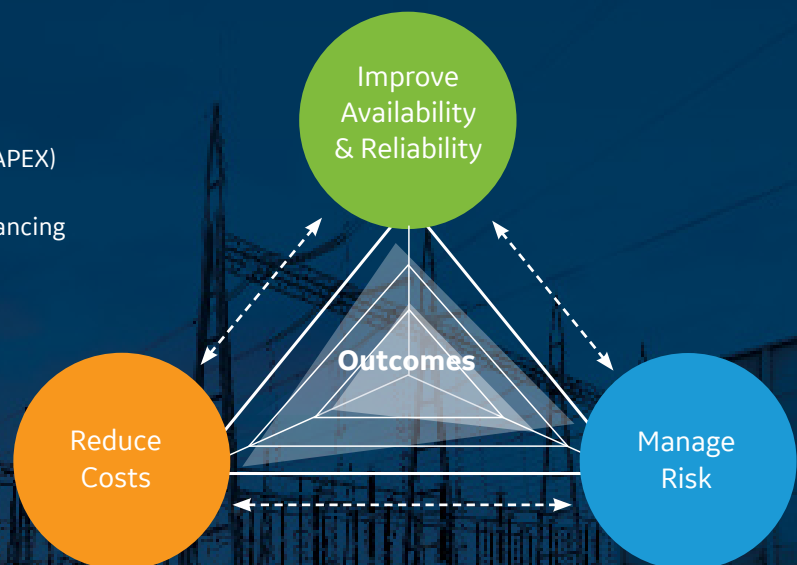 Improve
Availability
& Reliability
APEX)
ancing
Outcomes
Reduce
Costs
Manage
Risk